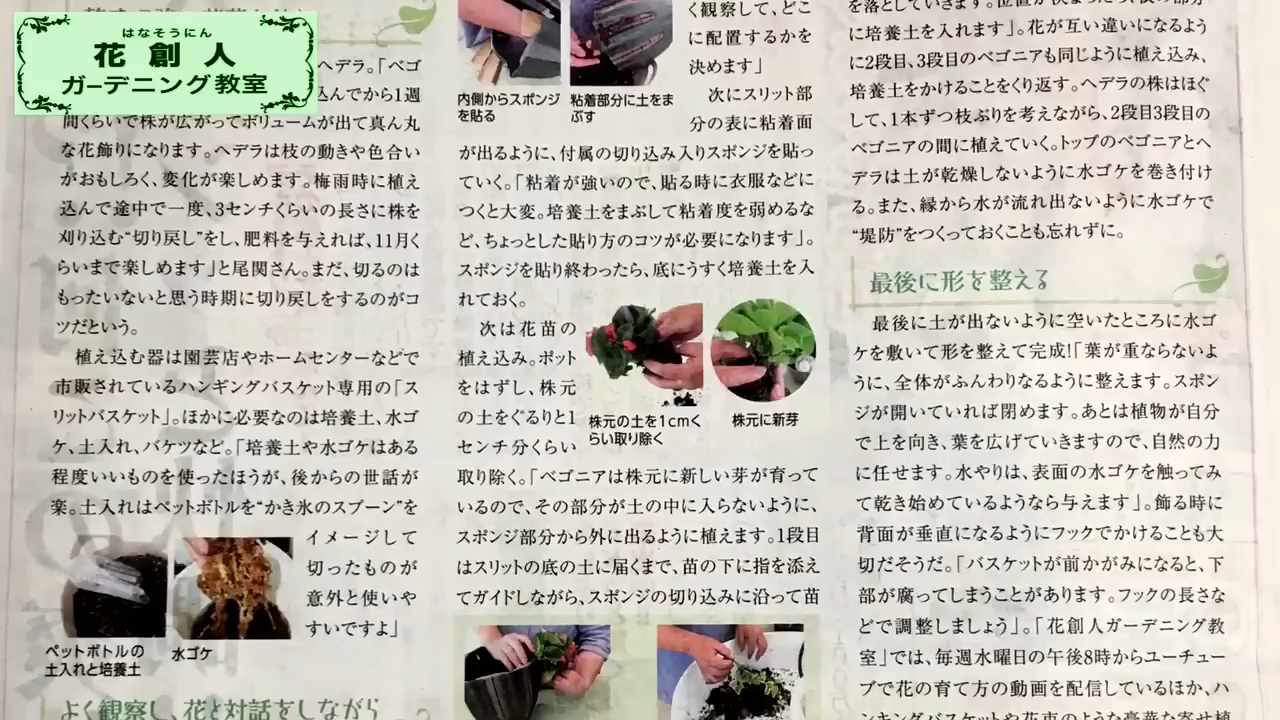 はなそうにん
花創人
ガーデニング教室
ヘデラ。「ベゴ
込んでから1週
間くらいで株が広がってボリュームが出て真ん丸
な花飾りになります。ヘデラは枝の動きや色合い
がおもしろく、変化が楽しめます。梅雨時に植え
込んで途中で一度、3センチくらいの長さに株を
刈り込む“切り戻し”をし、肥料を与えれば、11月く
らいまで楽しめます」と尾関さん。まだ、切るのは
もったいないと思う時期に切り戻しをするのがコ
ツだという。
植え込む器は園芸店やホームセンターなどで
市販されているハンギングバスケット専用の「ス
リットバスケット」。ほかに必要なのは培養土、水ゴ
ケ、土入れ、バケツなど。「培養土や水ゴケはある
程度いいものを使ったほうが、後からの世話が
楽。土入れはペットボトルを“かき氷のスプーン”を
イメージして
切ったものが
意外と使いや
すいですよ」
ペットボトルの
土入れと培養土
水ゴケ
よく観察し、花と対話をしながら
く観察して、どこ
に配置するかを
決めます」
内側からスポンジ
を貼る
粘着部分に土をま
ぶす
次にスリット部
分の表に粘着面
が出るように、付属の切り込み入りスポンジを貼っ
ていく。「粘着が強いので、貼る時に衣服などに
つくと大変。培養土をまぶして粘着度を弱めるな
ど、ちょっとした貼り方のコツが必要になります」。
スポンジを貼り終わったら、底にうすく培養土を入
れておく。
次は花苗の
植え込み。ポット
をはずし、株元
の土をぐるりと1
センチ分くらい
株元の土を1cmく
らい取り除く
株元に新芽
取り除く。「ベゴニアは株元に新しい芽が育って
いるので、その部分が土の中に入らないように、
スポンジ部分から外に出るように植えます。1段目
はスリットの底の土に届くまで、苗の下に指を添え
てガイドしながら、スポンジの切り込みに沿って苗
を落としていきます。位置が決まったら、根の部分
に培養土を入れます」。花が互い違いになるよう
に2段目、3段目のベゴニアも同じように植え込み、
培養土をかけることをくり返す。ヘデラの株はほぐ
して、1本ずつ枝ぶりを考えながら、2段目3段目の
ベゴニアの間に植えていく。トップのベゴニアとヘ
デラは土が乾燥しないように水ゴケを巻き付け
る。また、縁から水が流れ出ないように水ゴケで
“堤防”をつくっておくことも忘れずに。
最後に形を整える
最後に土が出ないように空いたところに水ゴ
ケを敷いて形を整えて完成!「葉が重ならないよ
うに、全体がふんわりなるように整えます。スポン
ジが開いていれば閉めます。あとは植物が自分
で上を向き、葉を広げていきますので、自然の力
に任せます。水やりは、表面の水ゴケを触ってみ
て乾き始めているようなら与えます」。飾る時に
背面が垂直になるようにフックでかけることも大
切だそうだ。「バスケットが前かがみになると、下
部が腐ってしまうことがあります。フックの長さな
どで調整しましょう」。「花創人ガーデニング教
室」では、毎週水曜日の午後8時からユーチュー
ブで花の育て方の動画を配信しているほか、ハ
ンギングバスケットや花束のような豪華な寄せ植